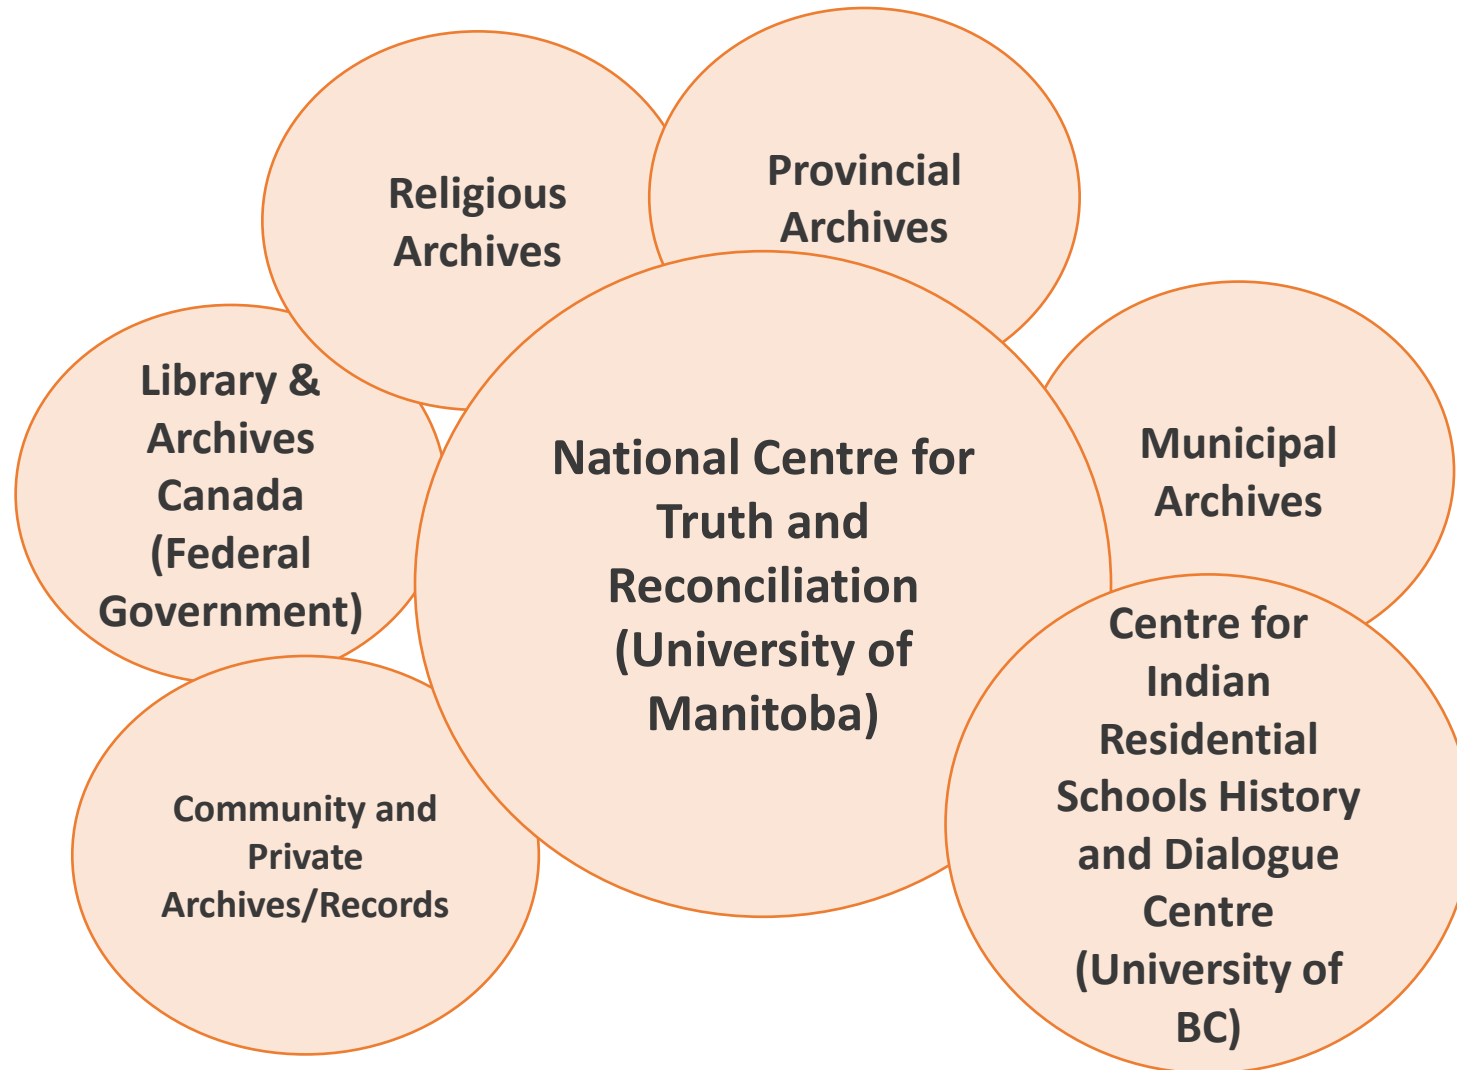 Religious
Archives
Provincial
Archives
Library &
Archives
Canada
(Federal
Government)
National Centre for
Truth and
Reconciliation
(University of
Manitoba)
Municipal
Archives
Community and
Private
Archives/Records
Centre for
Indian
Residential
Schools History
and Dialogue
Centre
(University of
BC)